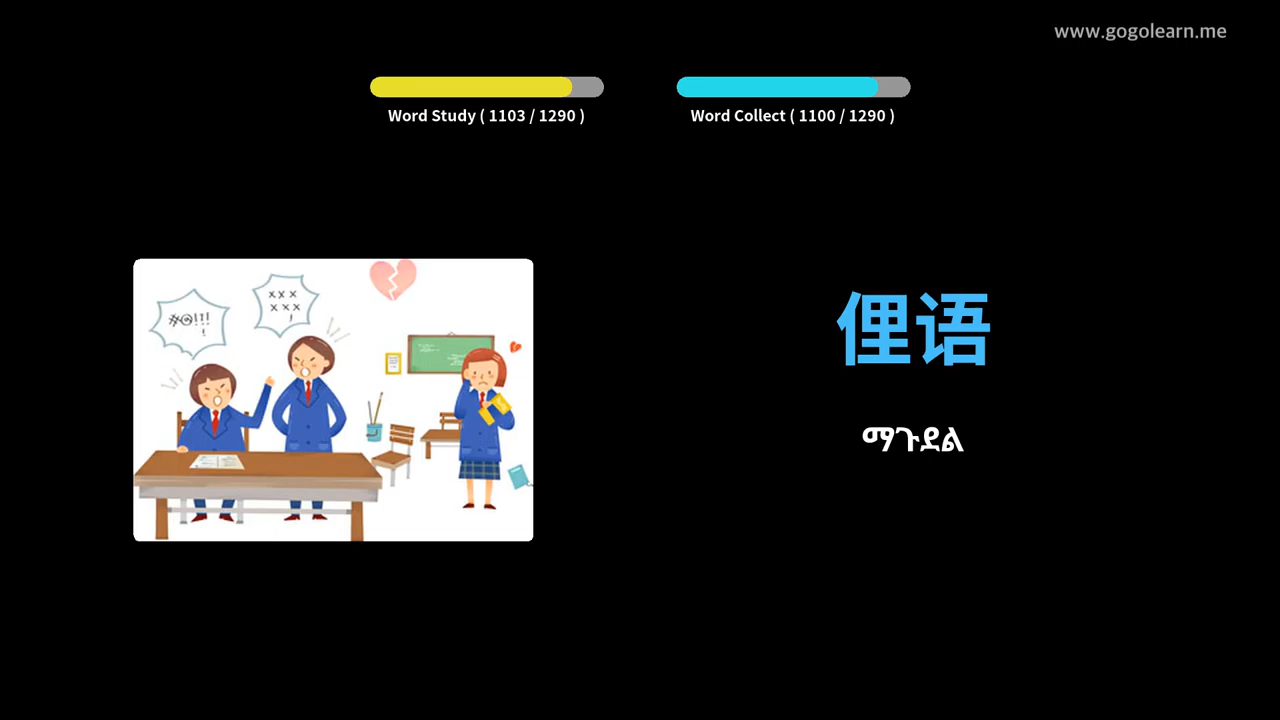 www.gogolearn.me
Word Study ( 1103 / 1290 )
Word Collect ( 1100 / 1290 )
#@!!!
!
x x x
x x x
!
俚语
ማጉደል